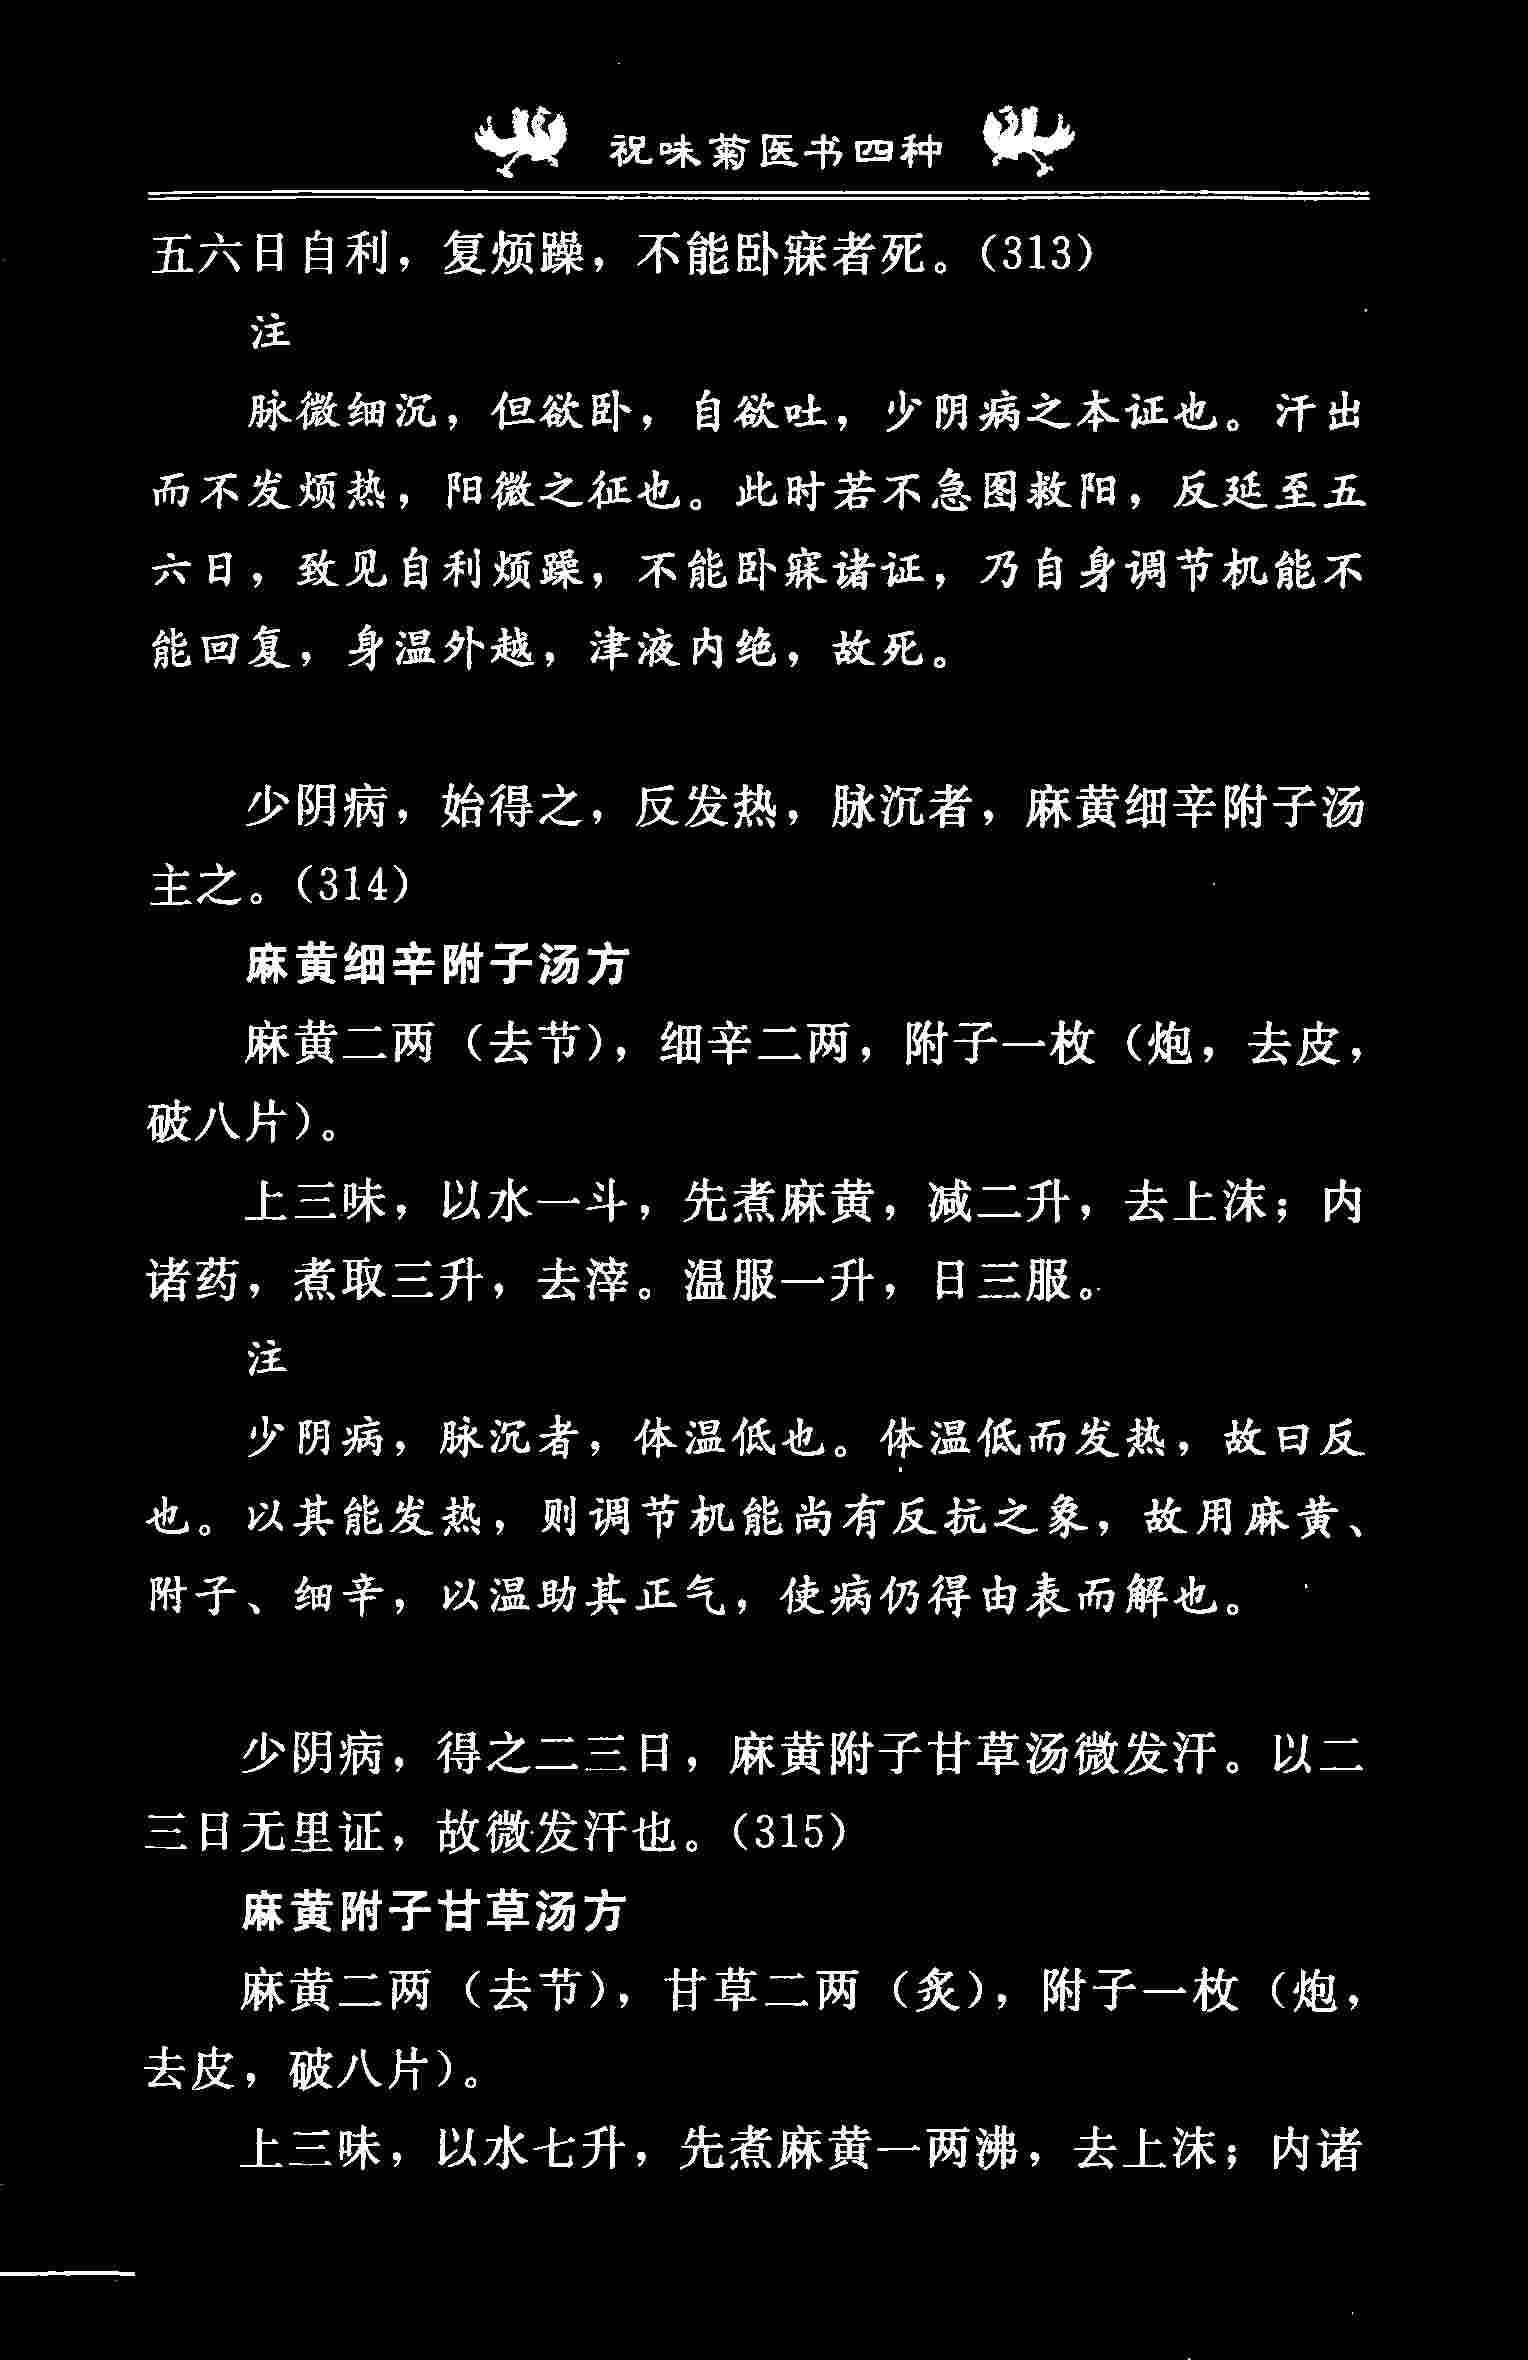 祝味菊医书四种
五六日自利，复烦躁，不能卧寐者死。（313）
注
脉微细沉，但欲卧，自欲吐，少阴病之本证也。汗出
而不发烦热，阳微之征也。此时若不急图救阳，反延至五
六日，致见自利烦躁，不能卧寐诸证，乃自身调节机能不
能回复，身温外越，津液内绝，故死。
少阴病，始得之，反发热，脉沉者，麻黄细辛附子汤
主之。（314）
麻黄细辛附子汤方
麻黄二两（去节），细辛二两，附子一枚（炮，去皮，
破八片）。
上三味，以水一斗，先煮麻黄，减二升，去上沫；内
诸药，煮取三升，去滓。温服一升，日三服。
注
少阴病，脉沉者，体温低也。体温低而发热，故曰反
也。以其能发热，则调节机能尚有反抗之象，故用麻黄、
附子、细辛，以温助其正气，使病仍得由表而解也。
少阴病，得之二三日，麻黄附子甘草汤微发汗。以二
三日无里证，故微发汗也。（315）
麻黄附子甘草汤方
麻黄二两（去节），甘草二两（炙），附子一枚（炮，
去皮，破八片）。
上三味，以水七升，先煮麻黄一两沸，去上沫；内诸